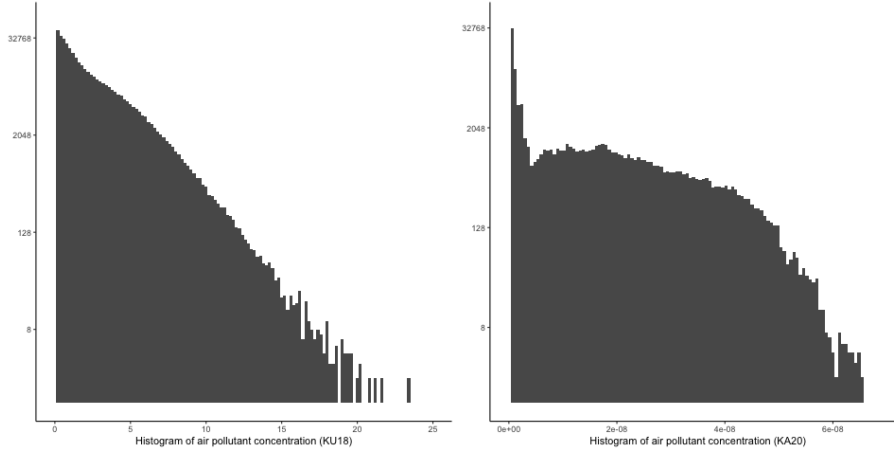 32768
2048
128
8
0
5
10
15
20
25
Histogram of air pollutant concentration (KU18)
32768
2048
128
8
0e+00
2e-08
4e-08
6e-08
Histogram of air pollutant concentration (KA20)